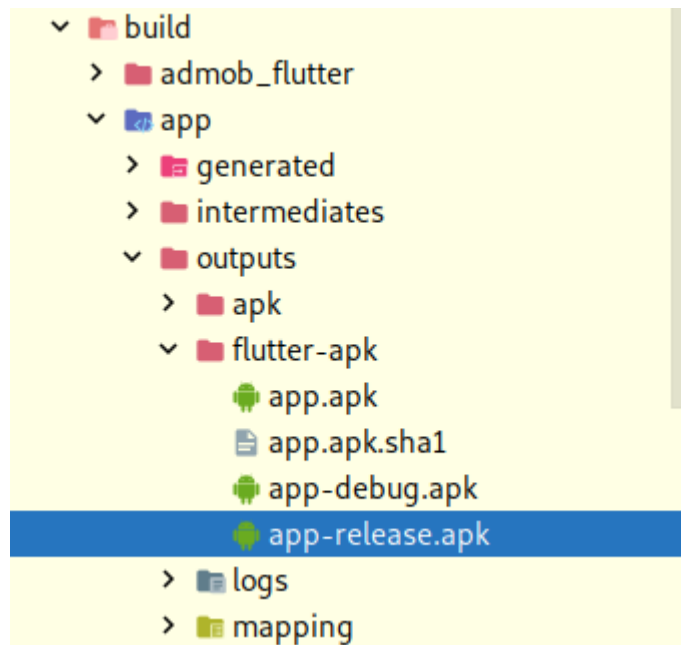 build
admob_flutter
app
generated
intermediates
outputs
apk
flutter-apk
app.apk
app.apk.sha1
app-debug.apk
app-release.apk
logs
mapping